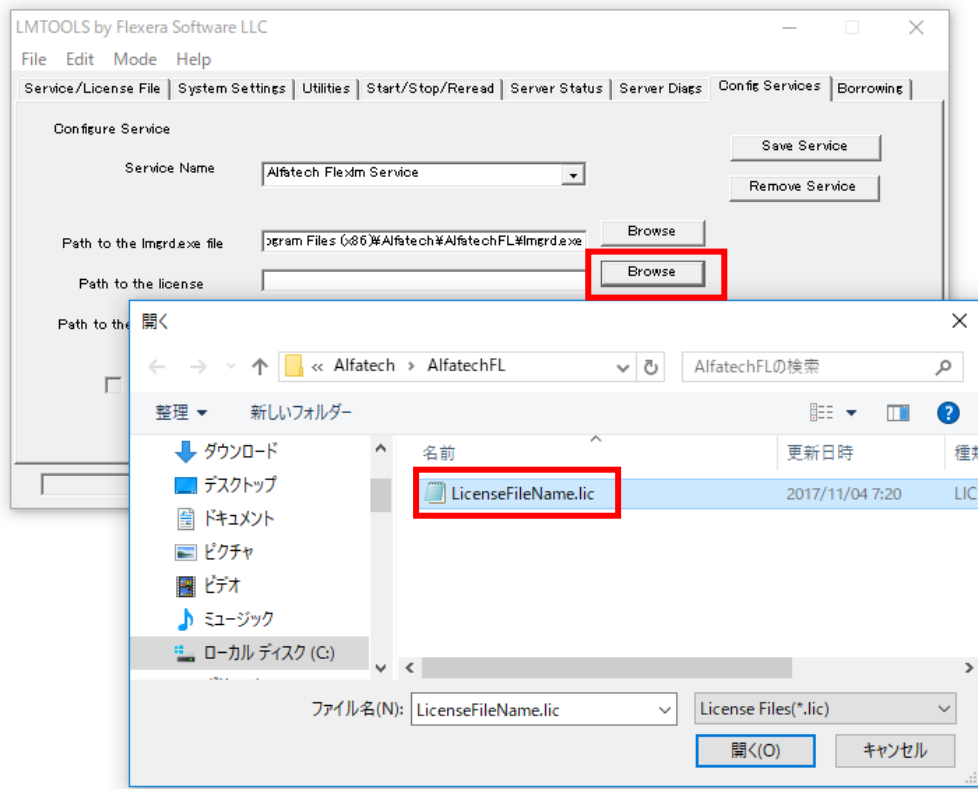 LMTOOLS by Flexera Software LLC
File Edit Mode Help
Service/License File System Settings Utilities Start/Stop/Reread Server Status Server Diags Config Services Borrowing
Configure Service
Save Service
Service Name Alfatech Flexlm Service
Remove Service
Path to the lmgrd.exe file ogram Files (x86)¥Alfatech¥AlfatechFL¥lmgrd.exe Browse
Path to the license Browse
Path to the
開く
« Alfatech › AlfatechFL AlfatechFLの検索
整理 新しいフォルダー
ダウンロード
デスクトップ
ドキュメント
ピクチャ
ビデオ
ミュージック
ローカル ディスク (C:)
名前 更新日時 種
LicenseFileName.lic 2017/11/04 7:20 LIC
ファイル名(N): LicenseFileName.lic License Files(*.lic)
開く(O) キャンセル